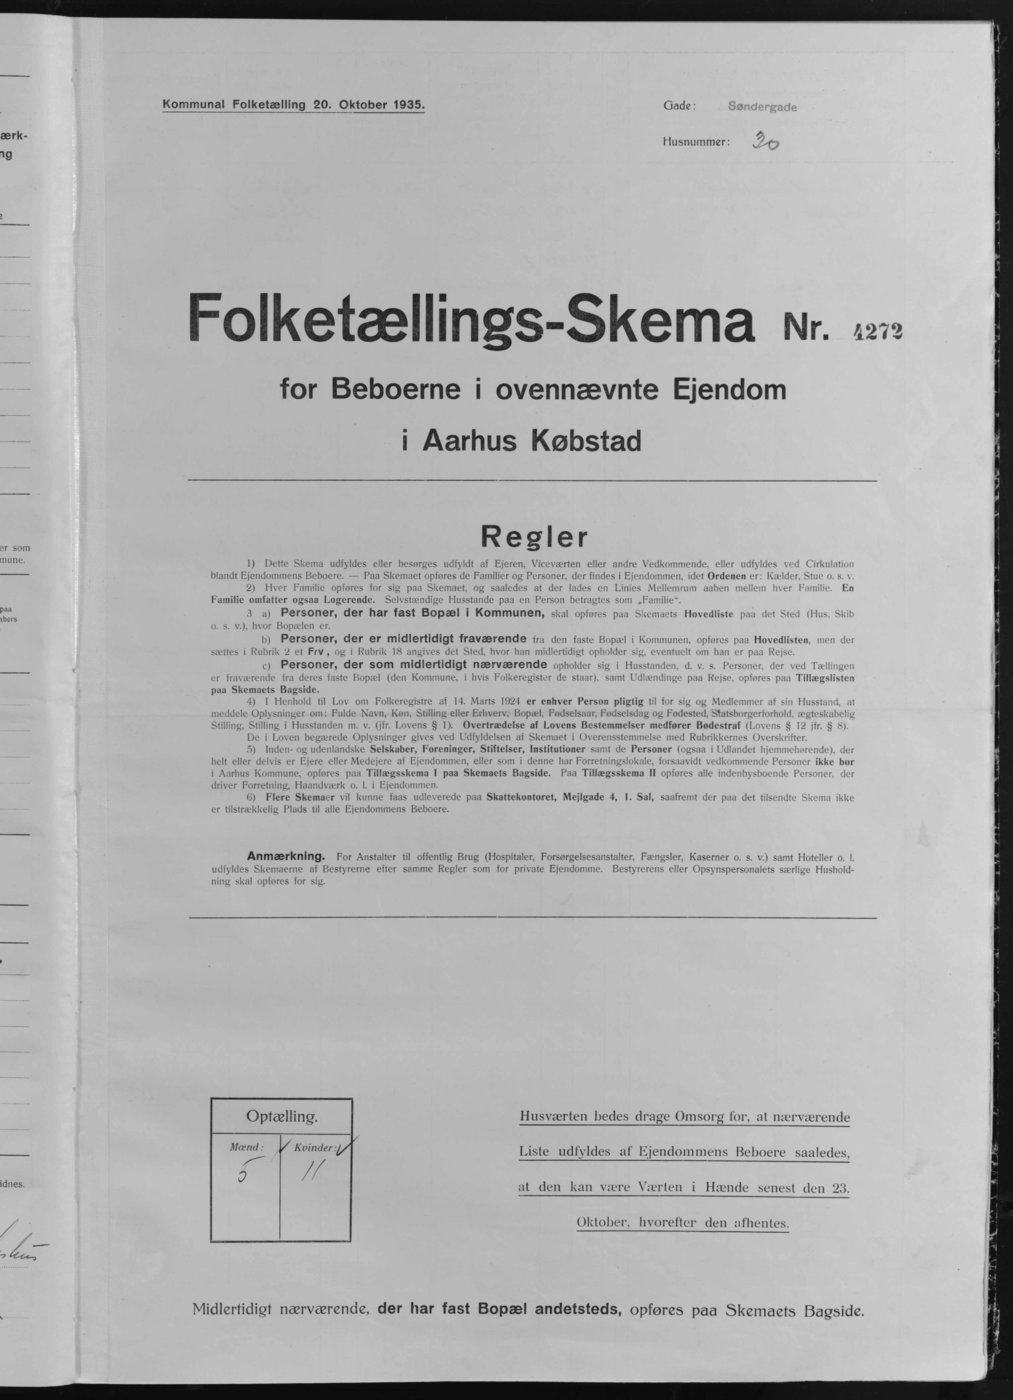 ærk-
ng
er som
mune.
paa
abers
idnes.
Kommunal Folketælling 20. Oktober 1935.
Gade: Søndergade
Husnummer: 30
Folketællings-Skema Nr. 4272
for Beboerne i ovennævnte Ejendom
i Aarhus Købstad
Regler
1) Dette Skema udfyldes eller besørges udfyldt af Ejeren, Viceværten eller andre Vedkommende, eller udfyldes ved Cirkulation
blandt Ejendommens Beboere. — Paa Skemaet opføres de Familier og Personer, der findes i Ejendommen, idet Ordenen er: Kælder, Stue o. s. v.
2) Hver Familie opføres for sig paa Skemaet, og saaledes at der lades en Linies Mellemrum aaben mellem hver Familie. En
Familie omfatter ogsaa Logerende. Selvstændige Husstande paa en Person betragtes som „Familie“.
3 a) Personer, der har fast Bopæl i Kommunen, skal opføres paa Skemaets Hovedliste paa det Sted (Hus, Skib
o. s. v.), hvor Bopælen er.
b) Personer, der er midlertidigt fraværende fra den faste Bopæl i Kommunen, opføres paa Hovedlisten, men der
sættes i Rubrik 2 et Frv, og i Rubrik 18 angives det Sted, hvor han midlertidigt opholder sig, eventuelt om han er paa Rejse.
c) Personer, der som midlertidigt nærværende opholder sig i Husstanden, d. v. s. Personer, der ved Tællingen
er fraværende fra deres faste Bopæl (den Kommune, i hvis Folkeregister de staar), samt Udlændinge paa Rejse, opføres paa Tillægslisten
paa Skemaets Bagside.
4) I Henhold til Lov om Folkeregistre af 14. Marts 1924 er enhver Person pligtig til for sig og Medlemmer af sin Husstand, at
meddele Oplysninger om: Fulde Navn, Køn, Stilling eller Erhverv, Bopæl, Fødselsaar, Fødselsdag og Fødested, Statsborgerforhold, ægteskabelig
Stilling, Stilling i Husstanden m. v. (jfr. Lovens § 1). Overtrædelse af Lovens Bestemmelser medfører Bødestraf (Lovens § 12 jfr. § 8).
De i Loven begærede Oplysninger gives ved Udfyldelsen af Skemaet i Overensstemmelse med Rubrikkernes Overskrifter.
5) Inden- og udenlandske Selskaber, Foreninger, Stiftelser, Institutioner samt de Personer (ogsaa i Udlandet hjemmehørende), der
helt eller delvis er Ejere eller Medejere af Ejendommen, eller som i denne har Forretningslokale, forsaavidt vedkommende Personer ikke bor
i Aarhus Kommune, opføres paa Tillægsskema I paa Skemaets Bagside. Paa Tillægsskema II opføres alle indenbysboende Personer, der
driver Forretning, Haandværk o. l. i Ejendommen.
6) Flere Skemaer vil kunne faas udleverede paa Skattekontoret, Mejlgade 4, 1. Sal, saafremt der paa det tilsendte Skema ikke
er tilstrækkelig Plads til alle Ejendommens Beboere.
Anmærkning. For Anstalter til offentlig Brug (Hospitaler, Forsørgelsesanstalter, Fængsler, Kaserner o. s. v.) samt Hoteller o. l.
udfyldes Skemaerne af Bestyrerne efter samme Regler som for private Ejendomme. Bestyrerens eller Opsynspersonalets særlige Hushold-
ning skal opføres for sig.
Optælling.
Mænd: Kvinder:
5 11
Husværten bedes drage Omsorg for, at nærværende
Liste udfyldes af Ejendommens Beboere saaledes,
at den kan være Værten i Hænde senest den 23.
Oktober, hvorefter den afhentes.
Midlertidigt nærværende, der har fast Bopæl andetsteds, opføres paa Skemaets Bagside.